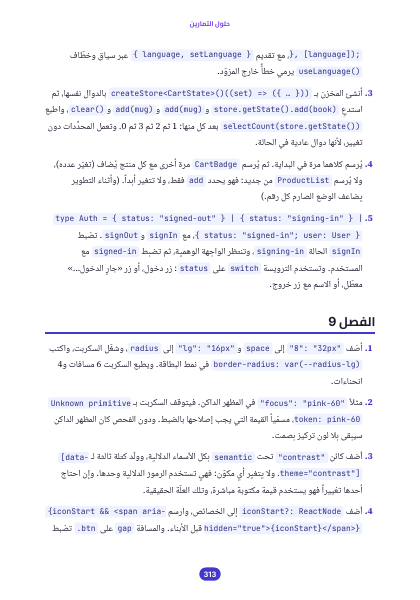 حلول التمارين
}, [language]);، مع تقديم { language, setLanguage } عبر سياق وخطّاف
useLanguage() يرمي خطأً خارج المزوّد.
3. أنشئ المخزن بـ createStore<CartState>()((set) => ({ … })) بالدوال نفسها، ثم
استدعِ store.getState().add(book) و add(mug) و add(mug) و clear()، واطبع
selectCount(store.getState()) بعد كل منها: 1 ثم 2 ثم 3 ثم 0. وتعمل المحدّدات دون
تغيير، لأنها دوال عادية في الحالة.
4. يُرسم كلاهما مرة في البداية. ثم يُرسم CartBadge مرة أخرى مع كل منتج يُضاف (تغيّر عدده)،
ولا يُرسم ProductList من جديد: فهو يحدد add فقط، ولا تتغير أبداً. (وأثناء التطوير
يضاعف الوضع الصارم كل رقم.)
5. type Auth = { status: "signed-out" } | { status: "signing-in" } |
{ status: "signed-in"; user: User }، مع signIn و signOut. تضبط
signIn الحالة signing-in، وتنتظر الواجهة الوهمية، ثم تضبط signed-in مع
المستخدم. وتستخدم الترويسة switch على status: زر دخول، أو زر «جارٍ الدخول…»
معطّل، أو الاسم مع زر خروج.
الفصل 9
1. أضف "8": "32px" إلى space و "lg": "16px" إلى radius، وشغّل السكربت، واكتب
border-radius: var(--radius-lg) في نمط البطاقة. ويطبع السكربت 6 مسافات و4
انحناءات.
2. مثلاً "focus": "pink-60" في المظهر الداكن. فيتوقف السكربت بـ Unknown primitive
token: pink-60، مسمّياً القيمة التي يجب إصلاحها بالضبط. ودون الفحص كان المظهر الداكن
سيبقى بلا لون تركيز بصمت.
3. أضف كائن "contrast" تحت semantic بكل الأسماء الدلالية، وولّد كتلة ثالثة لـ [data-
theme="contrast"]. ولا يتغير أي مكوّن: فهي تستخدم الرموز الدلالية وحدها. وإن احتاج
أحدها تغييراً فهو يستخدم قيمة مكتوبة مباشرة، وتلك العلّة الحقيقية.
4. أضف iconStart?: ReactNode إلى الخصائص، وارسم {iconStart && <span aria-
hidden="true">{iconStart}</span>} قبل الأبناء. والمسافة gap على .btn تضبط
313